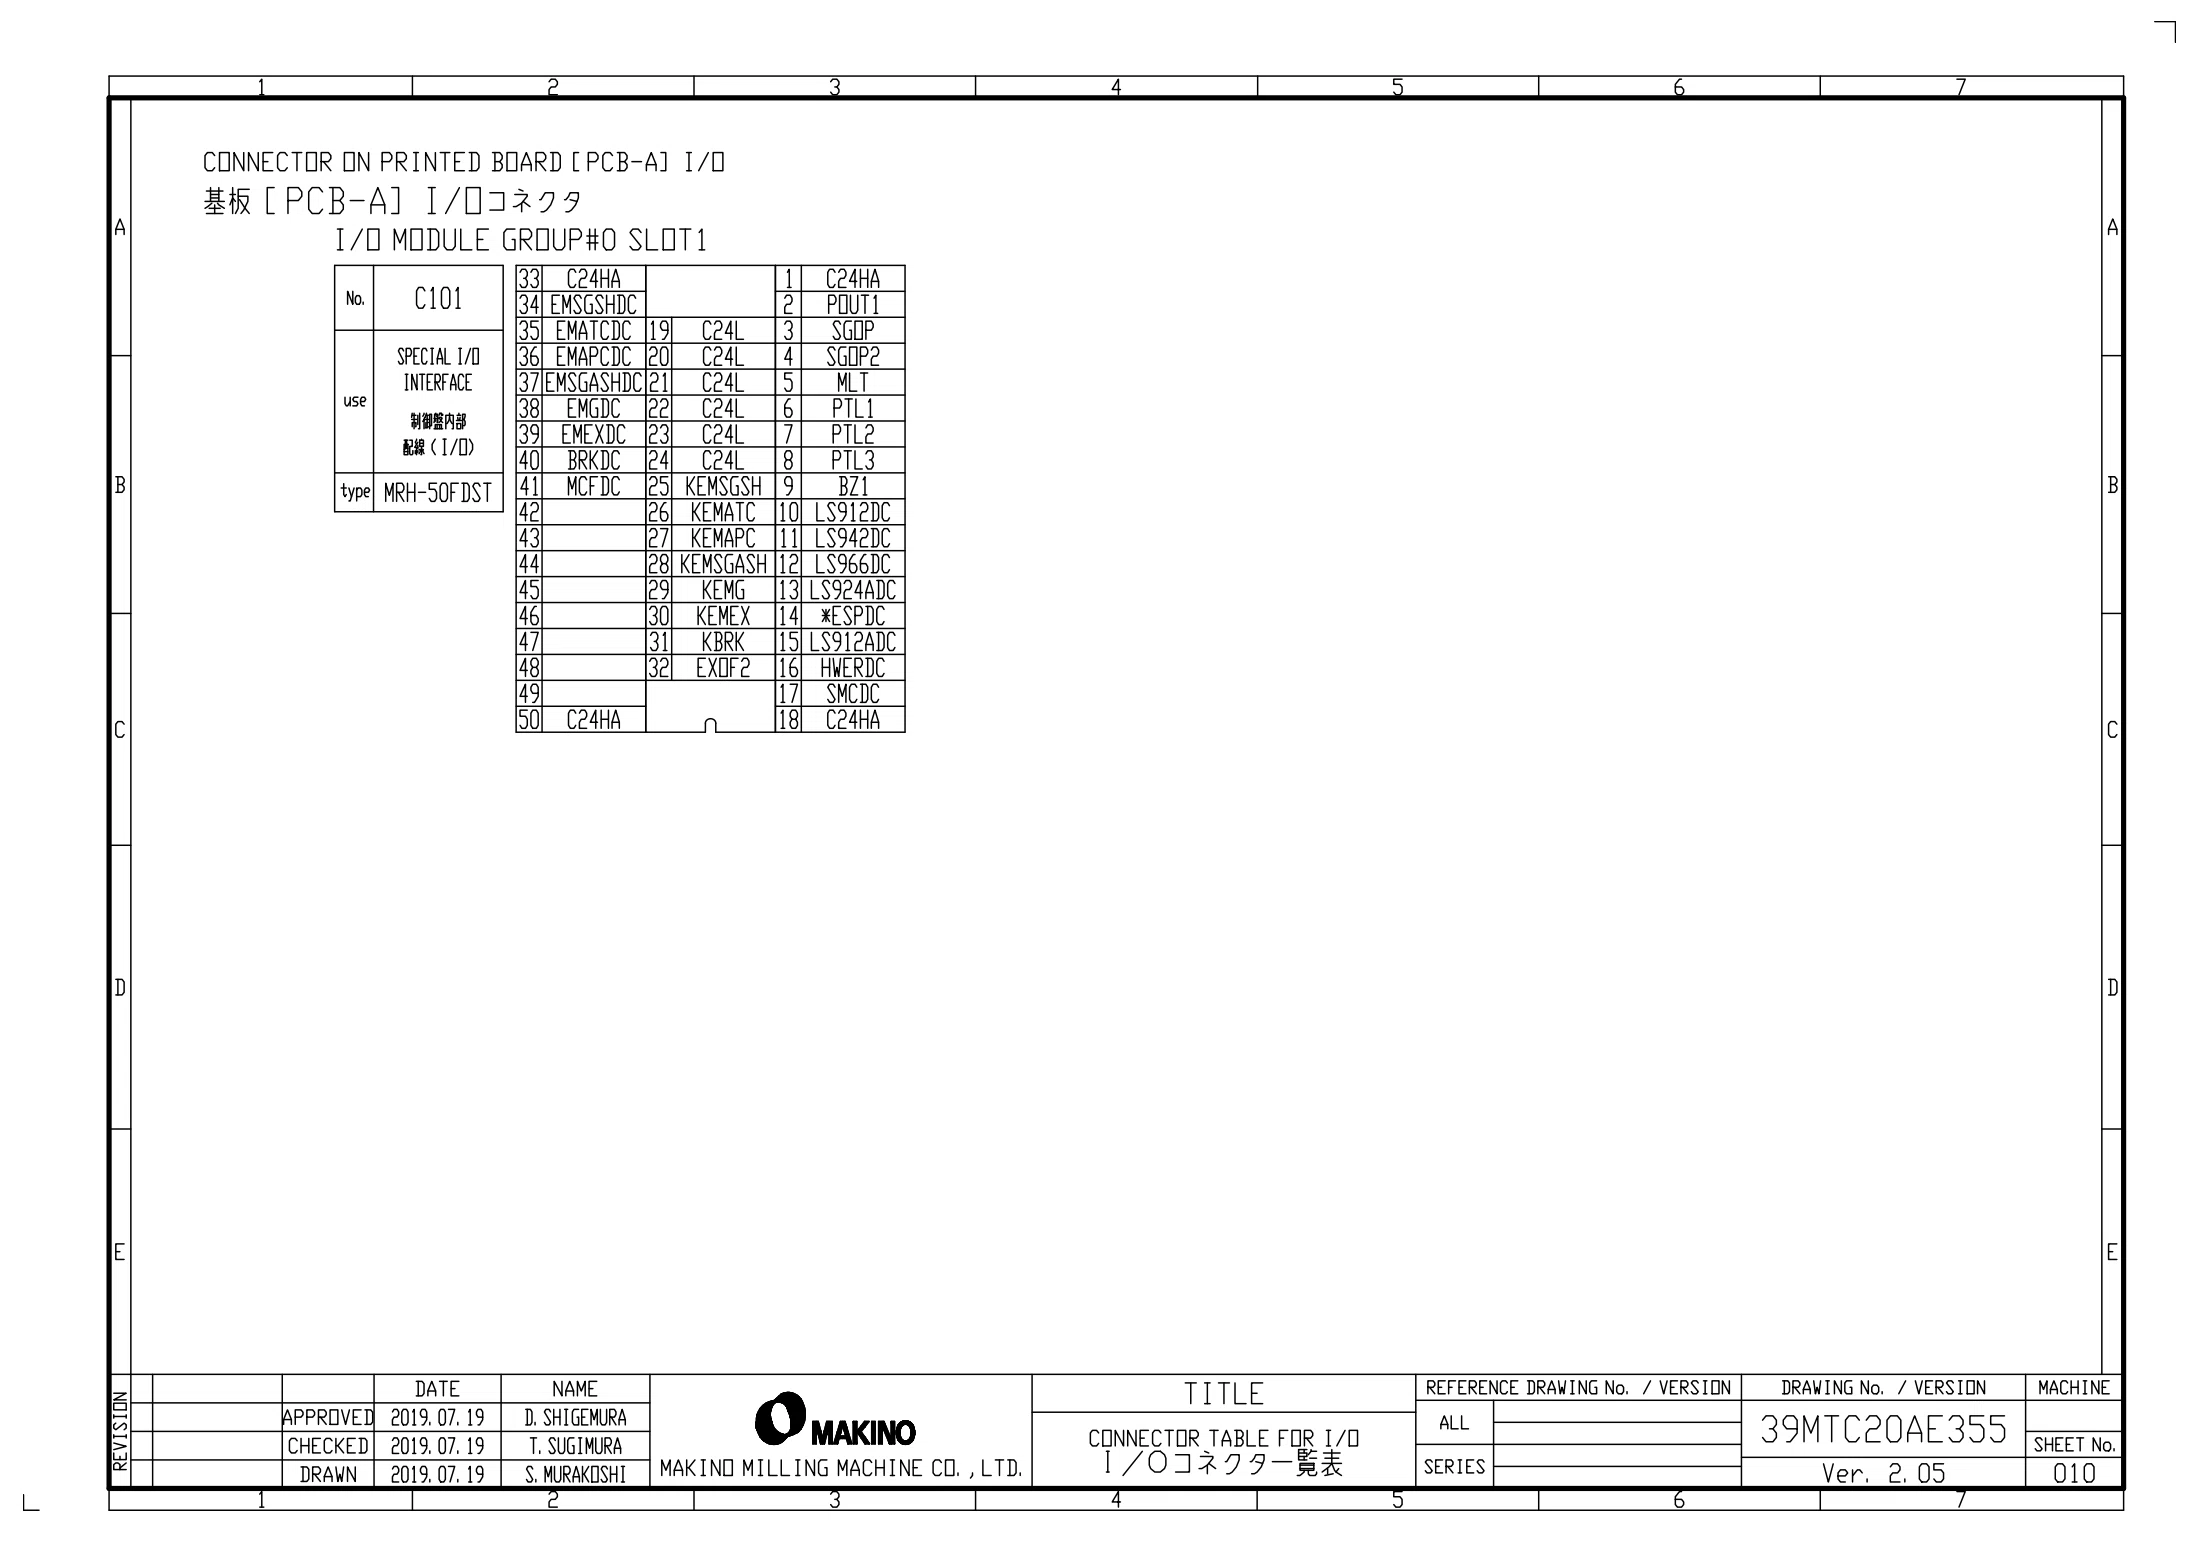 1 2 3 4 5 6 7
CONNECTOR ON PRINTED BOARD [PCB-A] I/O
基板 [PCB-A] I/Oコネクタ
A A
I/O MODULE GROUP#0 SLOT1
No. C101
use SPECIAL I/O
INTERFACE
制御盤内部
配線 (I/O)
type MRH-50FDST
33 C24HA 1 C24HA
34 EMSGSHDC 2 POUT1
35 EMATCDC 19 C24L 3 SGOP
36 EMAPCDC 20 C24L 4 SGOP2
37 EMSGASHDC 21 C24L 5 MLT
38 EMGDC 22 C24L 6 PTL1
39 EMEXDC 23 C24L 7 PTL2
40 BRKDC 24 C24L 8 PTL3
41 MCFDC 25 KEMSGSH 9 BZ1
42 26 KEMATC 10 LS912DC
43 27 KEMAPC 11 LS942DC
44 28 KEMSGASH 12 LS966DC
45 29 KEMG 13 LS924ADC
46 30 KEMEX 14 *ESPDC
47 31 KBRK 15 LS912ADC
48 32 EXOF2 16 HWERDC
49 17 SMCDC
50 C24HA 18 C24HA
B B
C C
D D
E E
REVISION
DATE NAME
APPROVED 2019.07.19 D. SHIGEMURA
CHECKED 2019.07.19 T. SUGIMURA
DRAWN 2019.07.19 S. MURAKOSHI
MAKINO
MAKINO MILLING MACHINE CO.,LTD.
TITLE
CONNECTOR TABLE FOR I/O
I/Oコネクタ一覧表
REFERENCE DRAWING No. / VERSION
ALL
SERIES
DRAWING No. / VERSION
39MTC20AE355
Ver. 2.05
MACHINE
SHEET No.
010
1 2 3 4 5 6 7